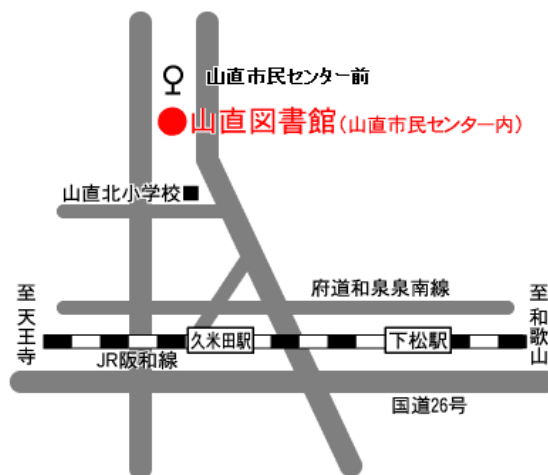 山直市民センター前
山直図書館(山直市民センター内)
山直北小学校
府道和泉泉南線
至天王寺
久米田駅
下松駅
至和歌山
JR阪和線
国道26号